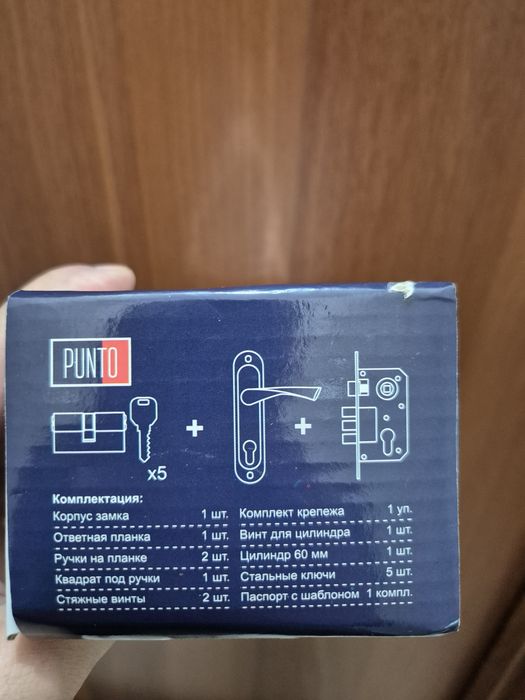 PUNTO
x5
Комплектация:
Корпус замка 1 шт.
Ответная планка 1 шт.
Ручки на планке 2 шт.
Квадрат под ручки 1 шт.
Стяжные винты 2 шт.
Комплект крепежа 1 уп.
Винт для цилиндра 1 шт.
Цилиндр 60 мм 1 шт.
Стальные ключи 5 шт.
Паспорт с шаблоном 1 компл.